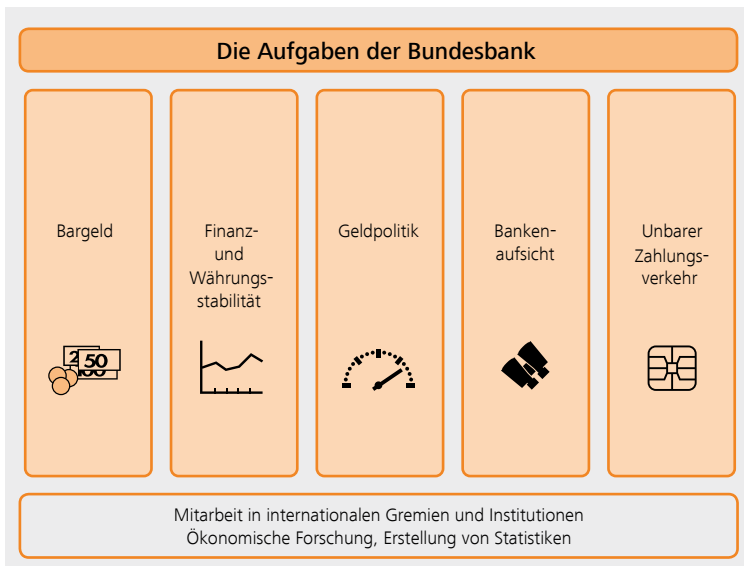 Die Aufgaben der Bundesbank
Bargeld
Finanz-
und
Währungs-
stabilität
Geldpolitik
Banken-
aufsicht
Unbarer
Zahlungs-
verkehr
50
Mitarbeit in internationalen Gremien und Institutionen
Ökonomische Forschung, Erstellung von Statistiken